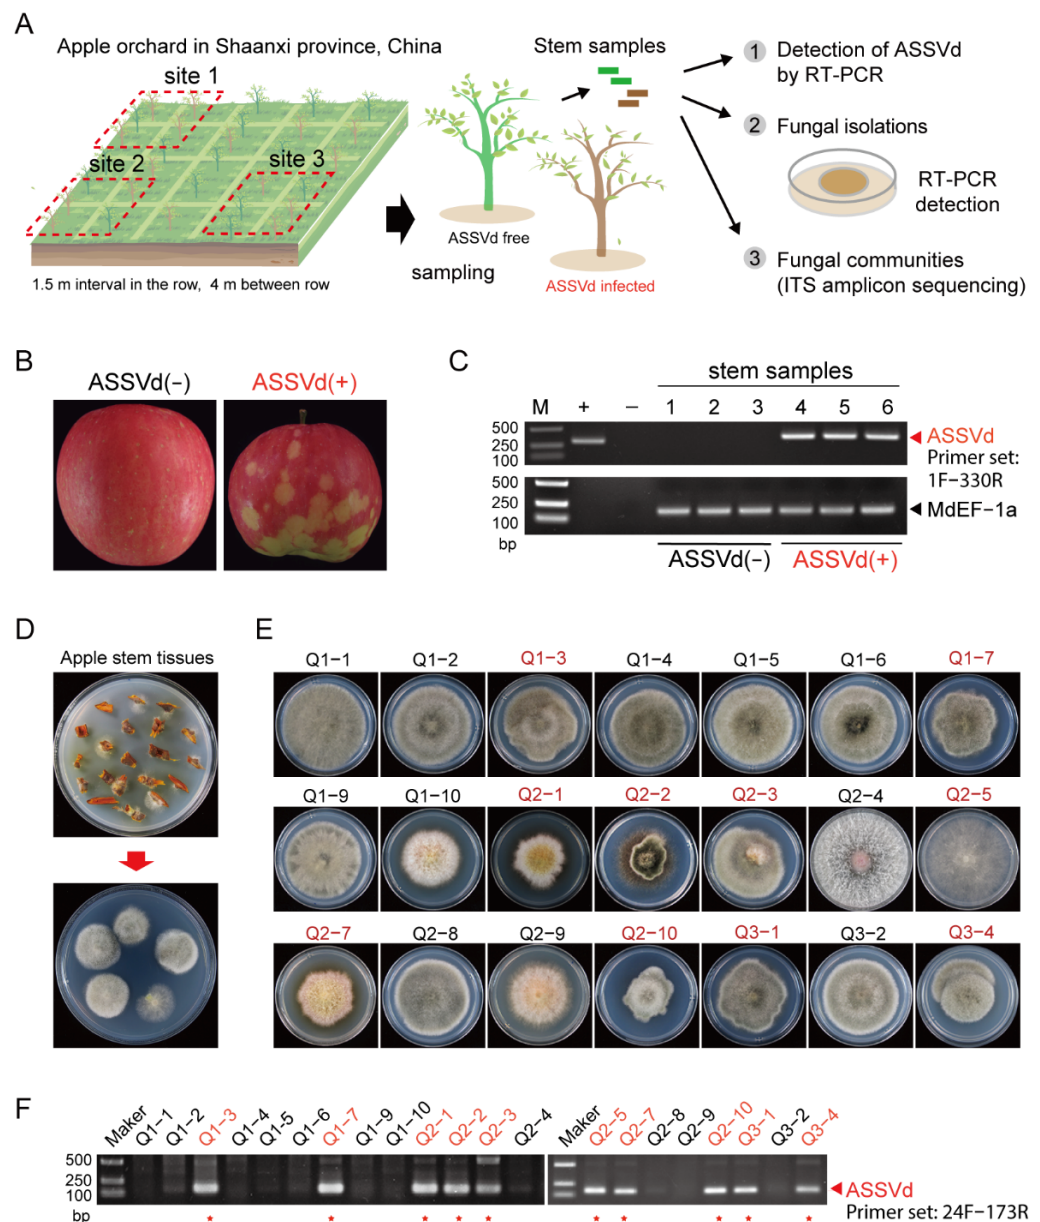 A
Apple orchard in Shaanxi province, China
site 1
site 2
site 3
1.5 m interval in the row, 4 m between row
sampling
Stem samples
ASSVd free
ASSVd infected
1 Detection of ASSVd
by RT-PCR
2 Fungal isolations
RT-PCR
detection
3 Fungal communities
(ITS amplicon sequencing)
B
ASSVd(−)
ASSVd(+)
C
stem samples
M + − 1 2 3 4 5 6
500
250
100
ASSVd
Primer set:
1F−330R
500
250
100
MdEF−1a
bp
ASSVd(−)
ASSVd(+)
D
Apple stem tissues
E
Q1−1 Q1−2 Q1−3 Q1−4 Q1−5 Q1−6 Q1−7
Q1−9 Q1−10 Q2−1 Q2−2 Q2−3 Q2−4 Q2−5
Q2−7 Q2−8 Q2−9 Q2−10 Q3−1 Q3−2 Q3−4
F
Maker Q1−1 Q1−2 Q1−3 Q1−4 Q1−5 Q1−6 Q1−7 Q1−9 Q1−10 Q2−1 Q2−2 Q2−3 Q2−4 Maker Q2−5 Q2−7 Q2−8 Q2−9 Q2−10 Q3−1 Q3−2 Q3−4
500
250
100
bp
ASSVd
Primer set: 24F−173R
* * * * * * * * * *